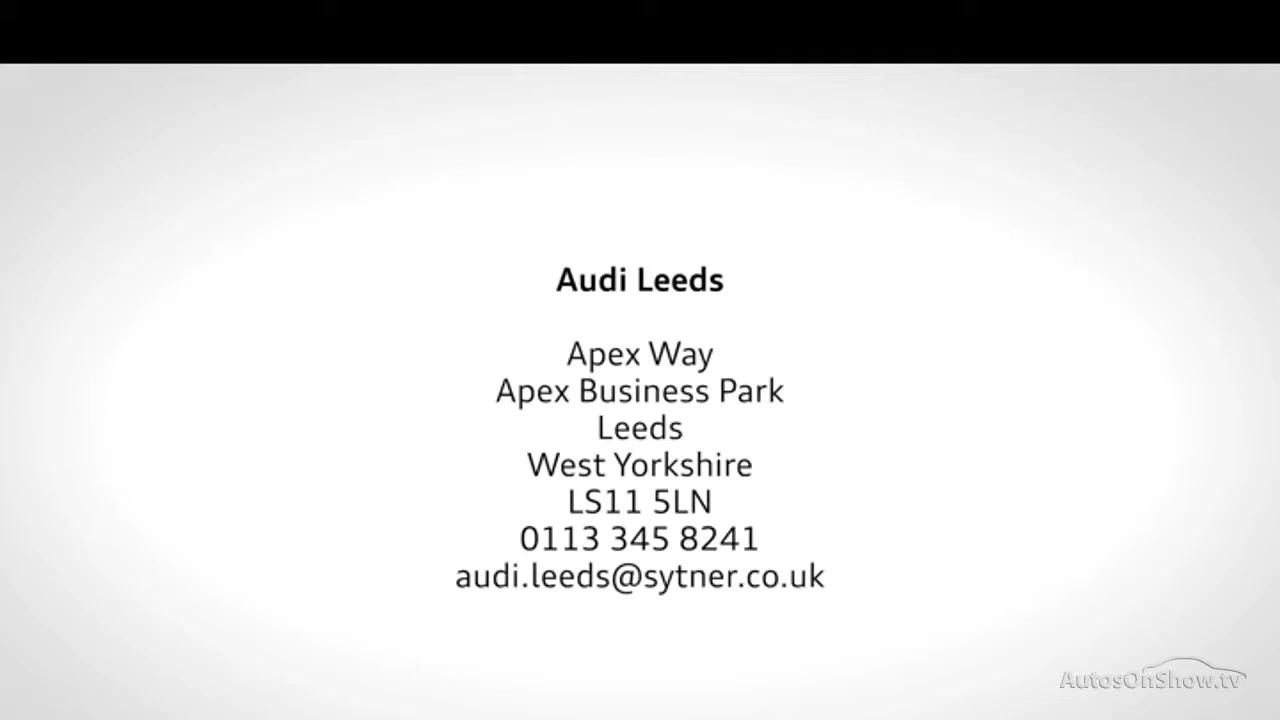 Audi Leeds
Apex Way
Apex Business Park
Leeds
West Yorkshire
LS11 5LN
0113 345 8241
audi.leeds@sytner.co.uk
AutosOnShow.tv